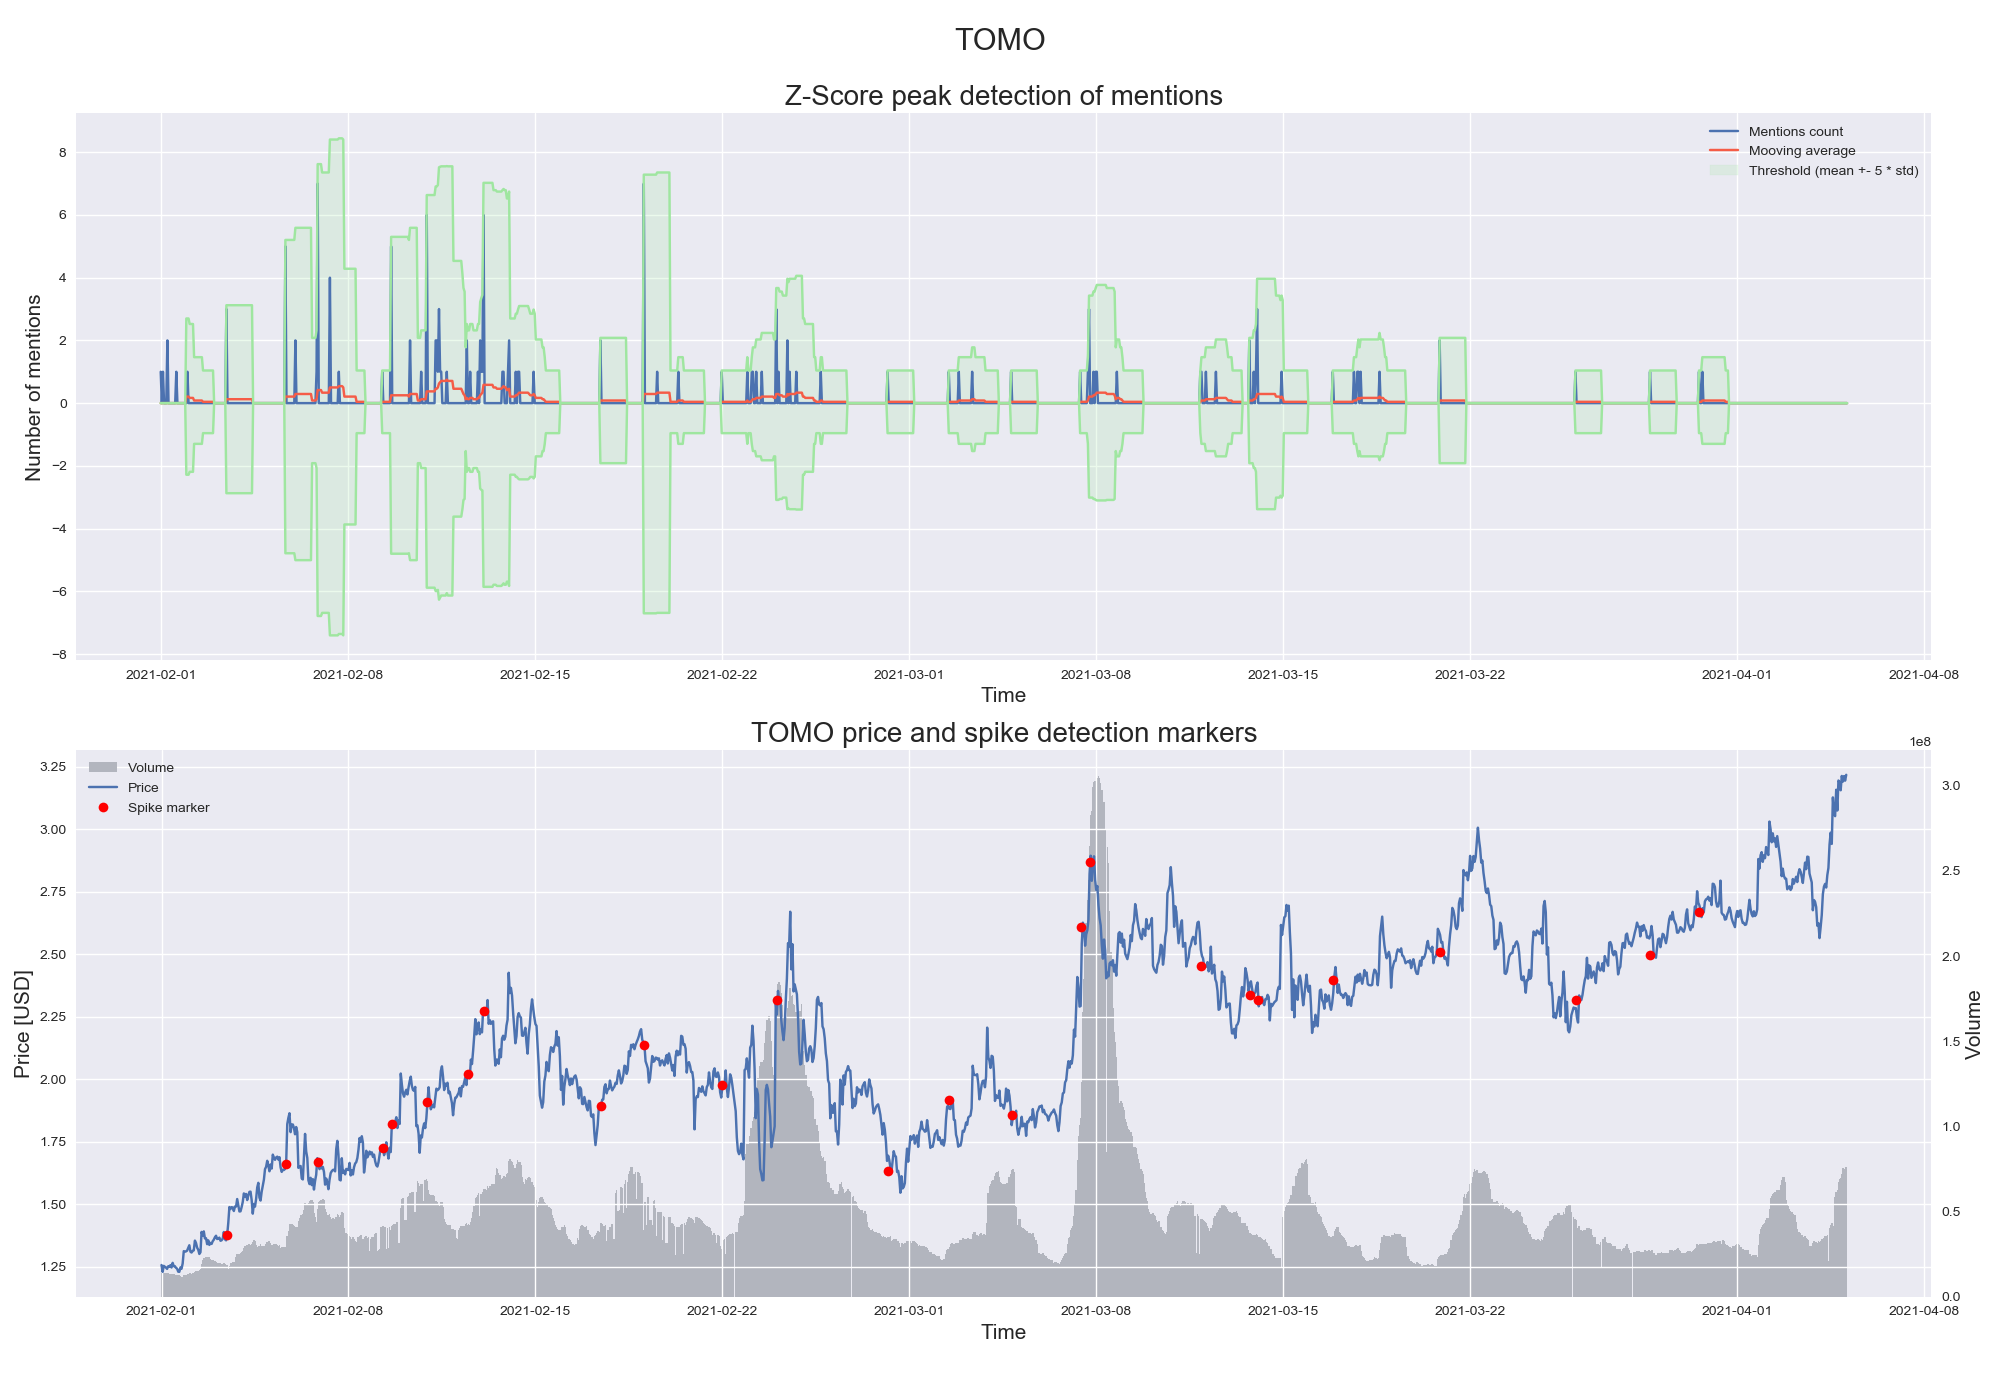 TOMO
Z-Score peak detection of mentions
Mentions count
Mooving average
Threshold (mean +- 5 * std)
8
6
4
2
0
−2
−4
−6
−8
Number of mentions
2021-02-01 2021-02-08 2021-02-15 2021-02-22 2021-03-01 2021-03-08 2021-03-15 2021-03-22 2021-04-01 2021-04-08
Time
TOMO price and spike detection markers
1e8
Volume
Price
Spike marker
3.25
3.00
2.75
2.50
2.25
2.00
1.75
1.50
1.25
Price [USD]
3.0
2.5
2.0
1.5
1.0
0.5
0.0
Volume
2021-02-01 2021-02-08 2021-02-15 2021-02-22 2021-03-01 2021-03-08 2021-03-15 2021-03-22 2021-04-01 2021-04-08
Time